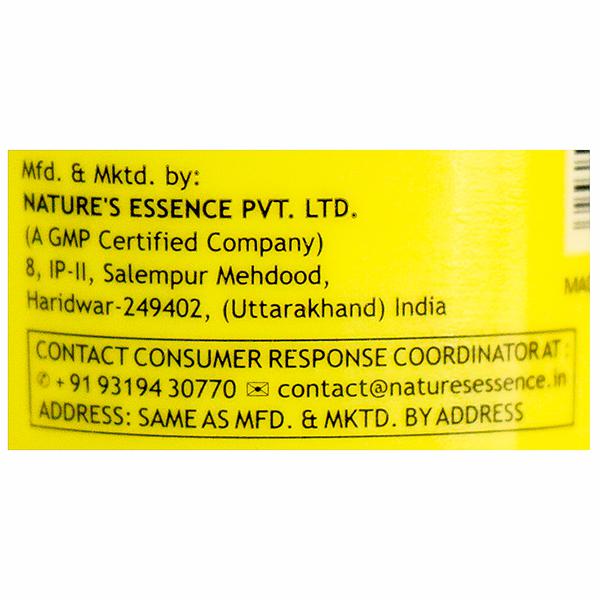 Mfd. & Mktd. by:
NATURE'S ESSENCE PVT. LTD.
(A GMP Certified Company)
8, IP-II, Salempur Mehdood,
Haridwar-249402, (Uttarakhand) India
CONTACT CONSUMER RESPONSE COORDINATOR AT :
✆ +91 93194 30770 ✉ contact@naturesessence.in
ADDRESS: SAME AS MFD. & MKTD. BY ADDRESS